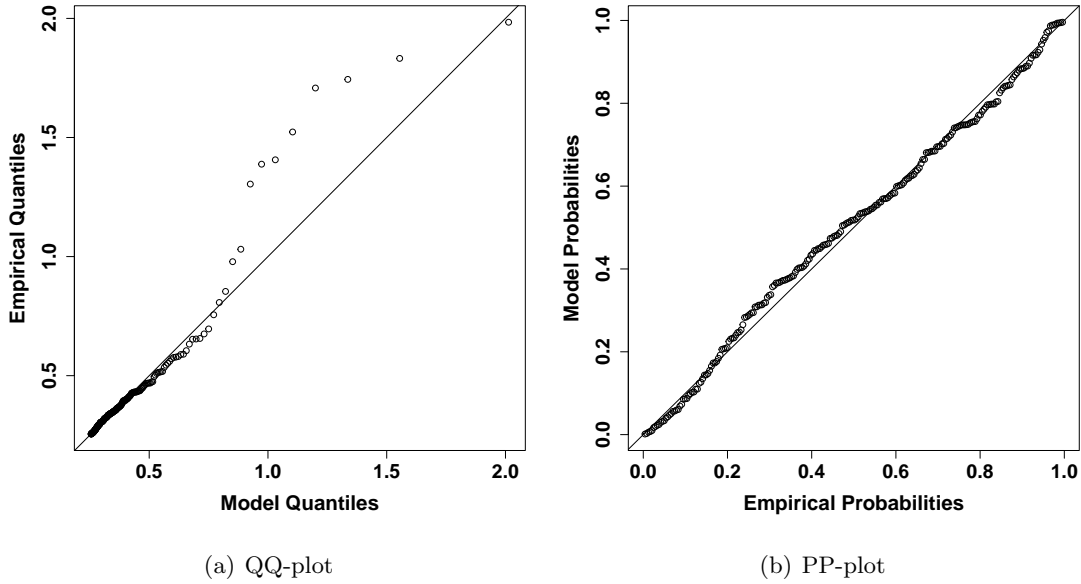 Empirical Quantiles
2.0
1.5
1.0
0.5
0.5 1.0 1.5 2.0
Model Quantiles
(a) QQ-plot
Model Probabilities
1.0
0.8
0.6
0.4
0.2
0.0
0.0 0.2 0.4 0.6 0.8 1.0
Empirical Probabilities
(b) PP-plot